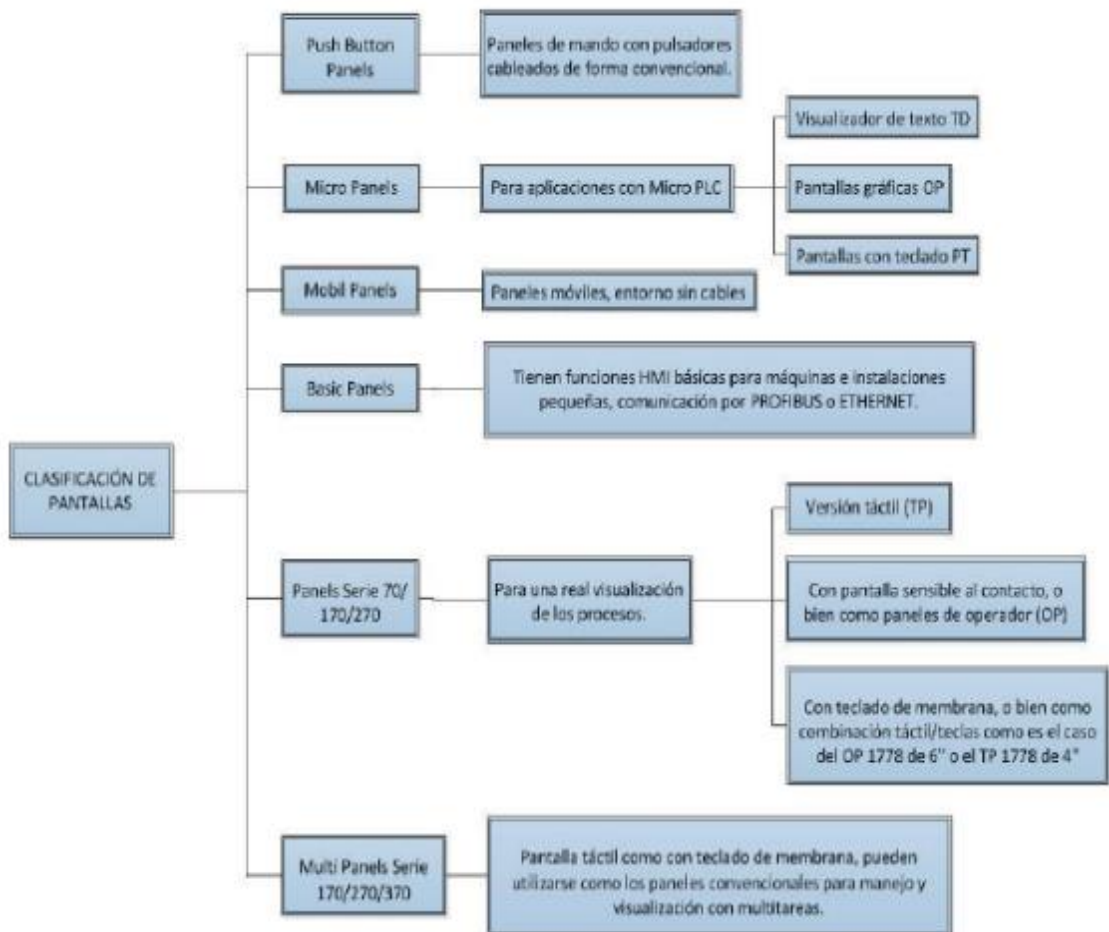 Push Button
Panels
Paneles de mando con pulsadores
cableados de forma convencional.
Micro Panels
Para aplicaciones con Micro PLC
Visualizador de texto TD
Pantallas gráficas OP
Pantallas con teclado PT
Mobil Panels
Paneles móviles, entorno sin cables
Basic Panels
Tienen funciones HMI básicas para máquinas e instalaciones
pequeñas, comunicación por PROFIBUS o ETHERNET.
CLASIFICACIÓN DE
PANTALLAS
Panels Serie 70/
170/270
Para una real visualización
de los procesos.
Versión táctil (TP)
Con pantalla sensible al contacto, o
bien como paneles de operador (OP)
Con teclado de membrana, o bien como
combinación táctil/teclas como es el caso
del OP 1778 de 6" o el TP 1778 de 4"
Multi Panels Serie
170/270/370
Pantalla táctil como con teclado de membrana, pueden
utilizarse como los paneles convencionales para manejo y
visualización con multitareas.